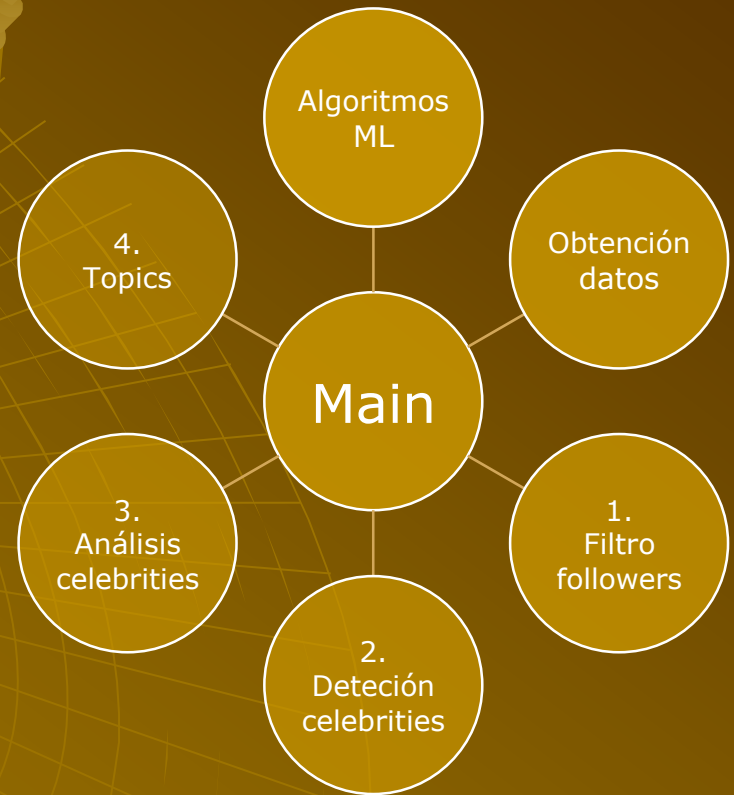 Algoritmos
ML
Obtención
datos
1.
Filtro
followers
2.
Deteción
celebrities
3.
Análisis
celebrities
4.
Topics
Main